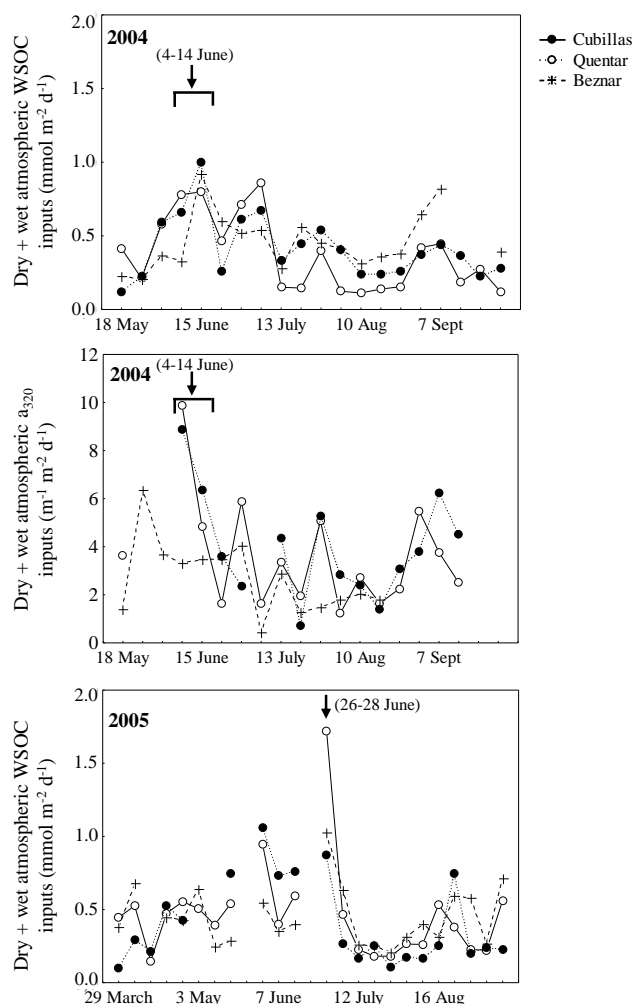 2.0
2004
(4-14 June)
1.5
1.0
0.5
0.0
18 May
15 June
13 July
10 Aug
7 Sept
Dry + wet atmospheric WSOC
inputs (mmol m-2 d-1)
Cubillas
Quentar
Beznar
12
2004
(4-14 June)
10
8
6
4
2
0
18 May
15 June
13 July
10 Aug
7 Sept
Dry + wet atmospheric a320
inputs (m-1 m-2 d-1)
2.0
2005
(26-28 June)
1.5
1.0
0.5
0.0
29 March
3 May
7 June
12 July
16 Aug
Dry + wet atmospheric WSOC
inputs (mmol m-2 d-1)